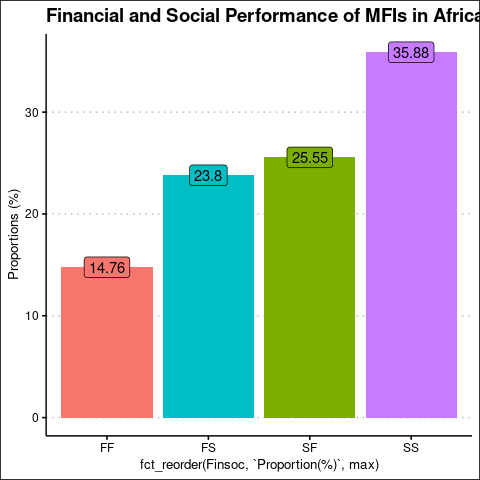 Financial and Social Performance of MFIs in Africa
35.88
30
25.55
23.8
20
14.76
10
0
Proportions (%)
FF FS SF SS
fct_reorder(Finsoc, `Proportion(%)`, max)